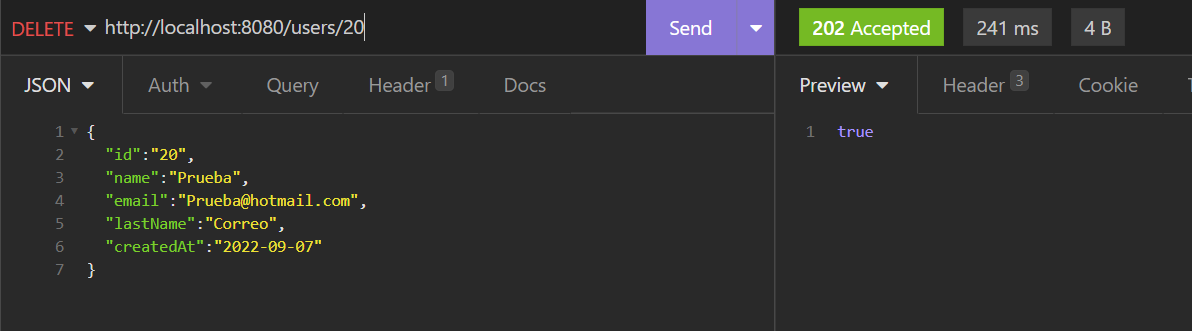 DELETE http://localhost:8080/users/20 Send 202 Accepted 241 ms 4 B
JSON Auth Query Header 1 Docs Preview Header 3 Cookie T
1 {
2 "id":"20",
3 "name":"Prueba",
4 "email":"Prueba@hotmail.com",
5 "lastName":"Correo",
6 "createdAt":"2022-09-07"
7 }
1 true